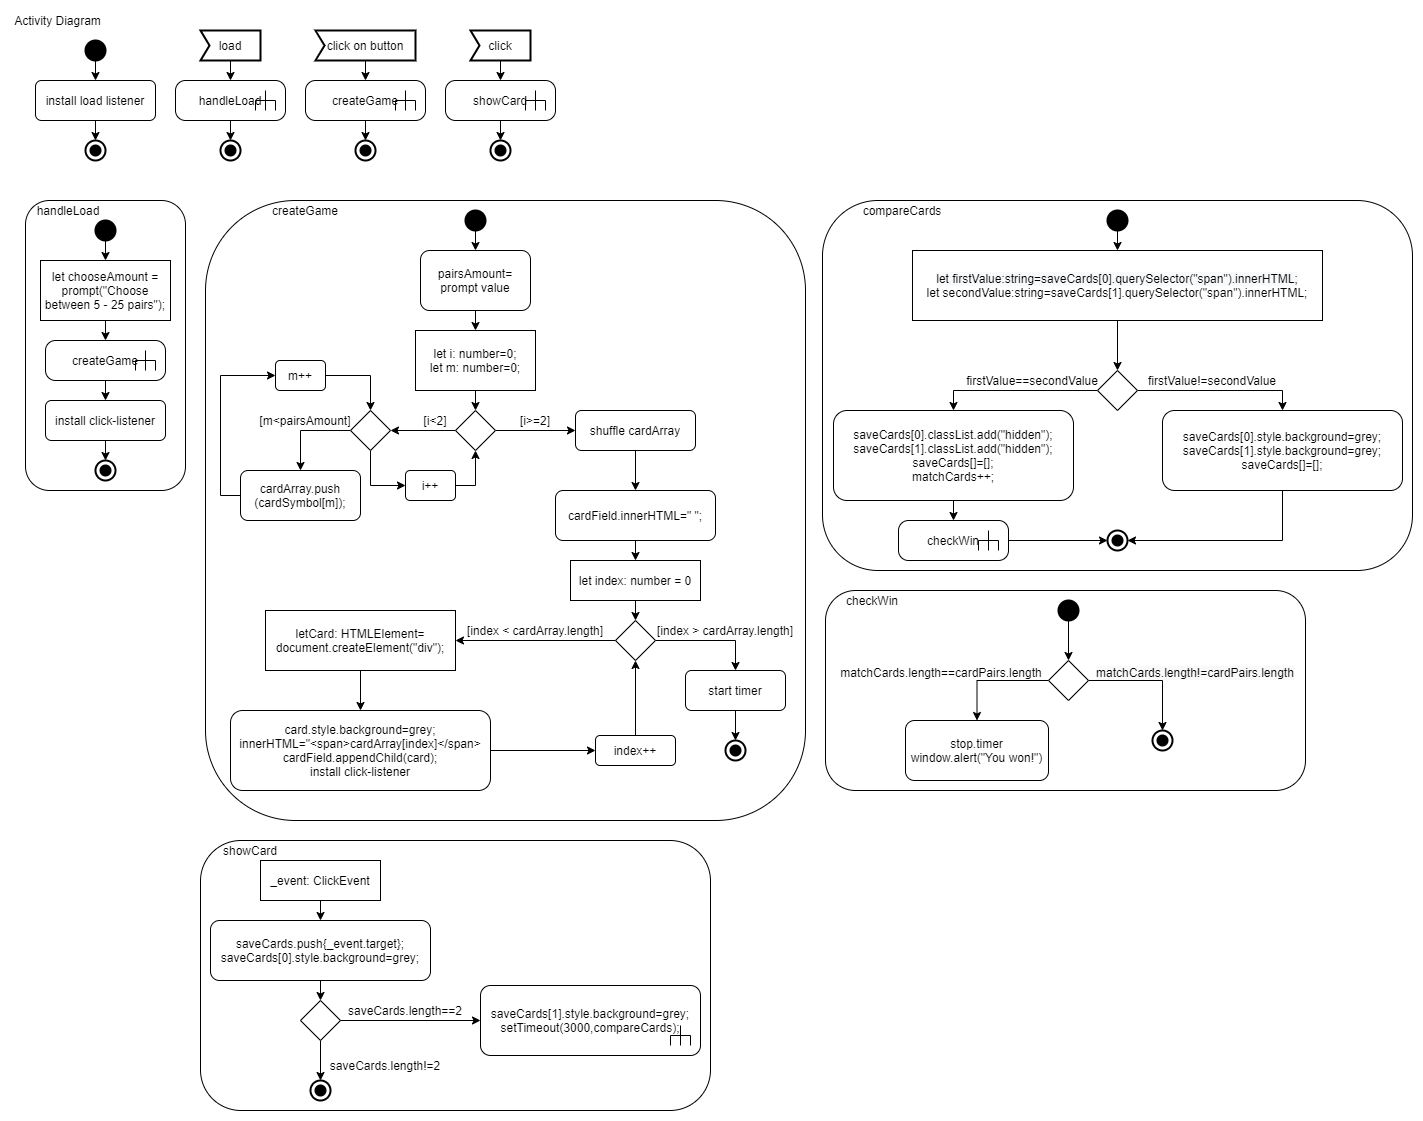 Activity Diagram
load
click on button
click
install load listener
handleLoad
createGame
showCard
handleLoad
let chooseAmount =
prompt("Choose
between 5 - 25 pairs");
createGame
install click-listener
createGame
pairsAmount=
prompt value
let i: number=0;
let m: number=0;
m++
[m<pairsAmount]
[i<2]
[i>=2]
shuffle cardArray
cardArray.push
(cardSymbol[m]);
i++
cardField.innerHTML=" ";
let index: number = 0
letCard: HTMLElement=
document.createElement("div");
[index < cardArray.length]
[index > cardArray.length]
start timer
card.style.background=grey;
innerHTML="<span>cardArray[index]</span>
cardField.appendChild(card);
install click-listener
index++
compareCards
let firstValue:string=saveCards[0].querySelector("span").innerHTML;
let secondValue:string=saveCards[1].querySelector("span").innerHTML;
firstValue==secondValue
firstValue!=secondValue
saveCards[0].classList.add("hidden");
saveCards[1].classList.add("hidden");
saveCards[]=[];
matchCards++;
saveCards[0].style.background=grey;
saveCards[1].style.background=grey;
saveCards[]=[];
checkWin
checkWin
matchCards.length==cardPairs.length
matchCards.length!=cardPairs.length
stop.timer
window.alert("You won!")
showCard
_event: ClickEvent
saveCards.push{_event.target};
saveCards[0].style.background=grey;
saveCards.length==2
saveCards[1].style.background=grey;
setTimeout(3000,compareCards);
saveCards.length!=2